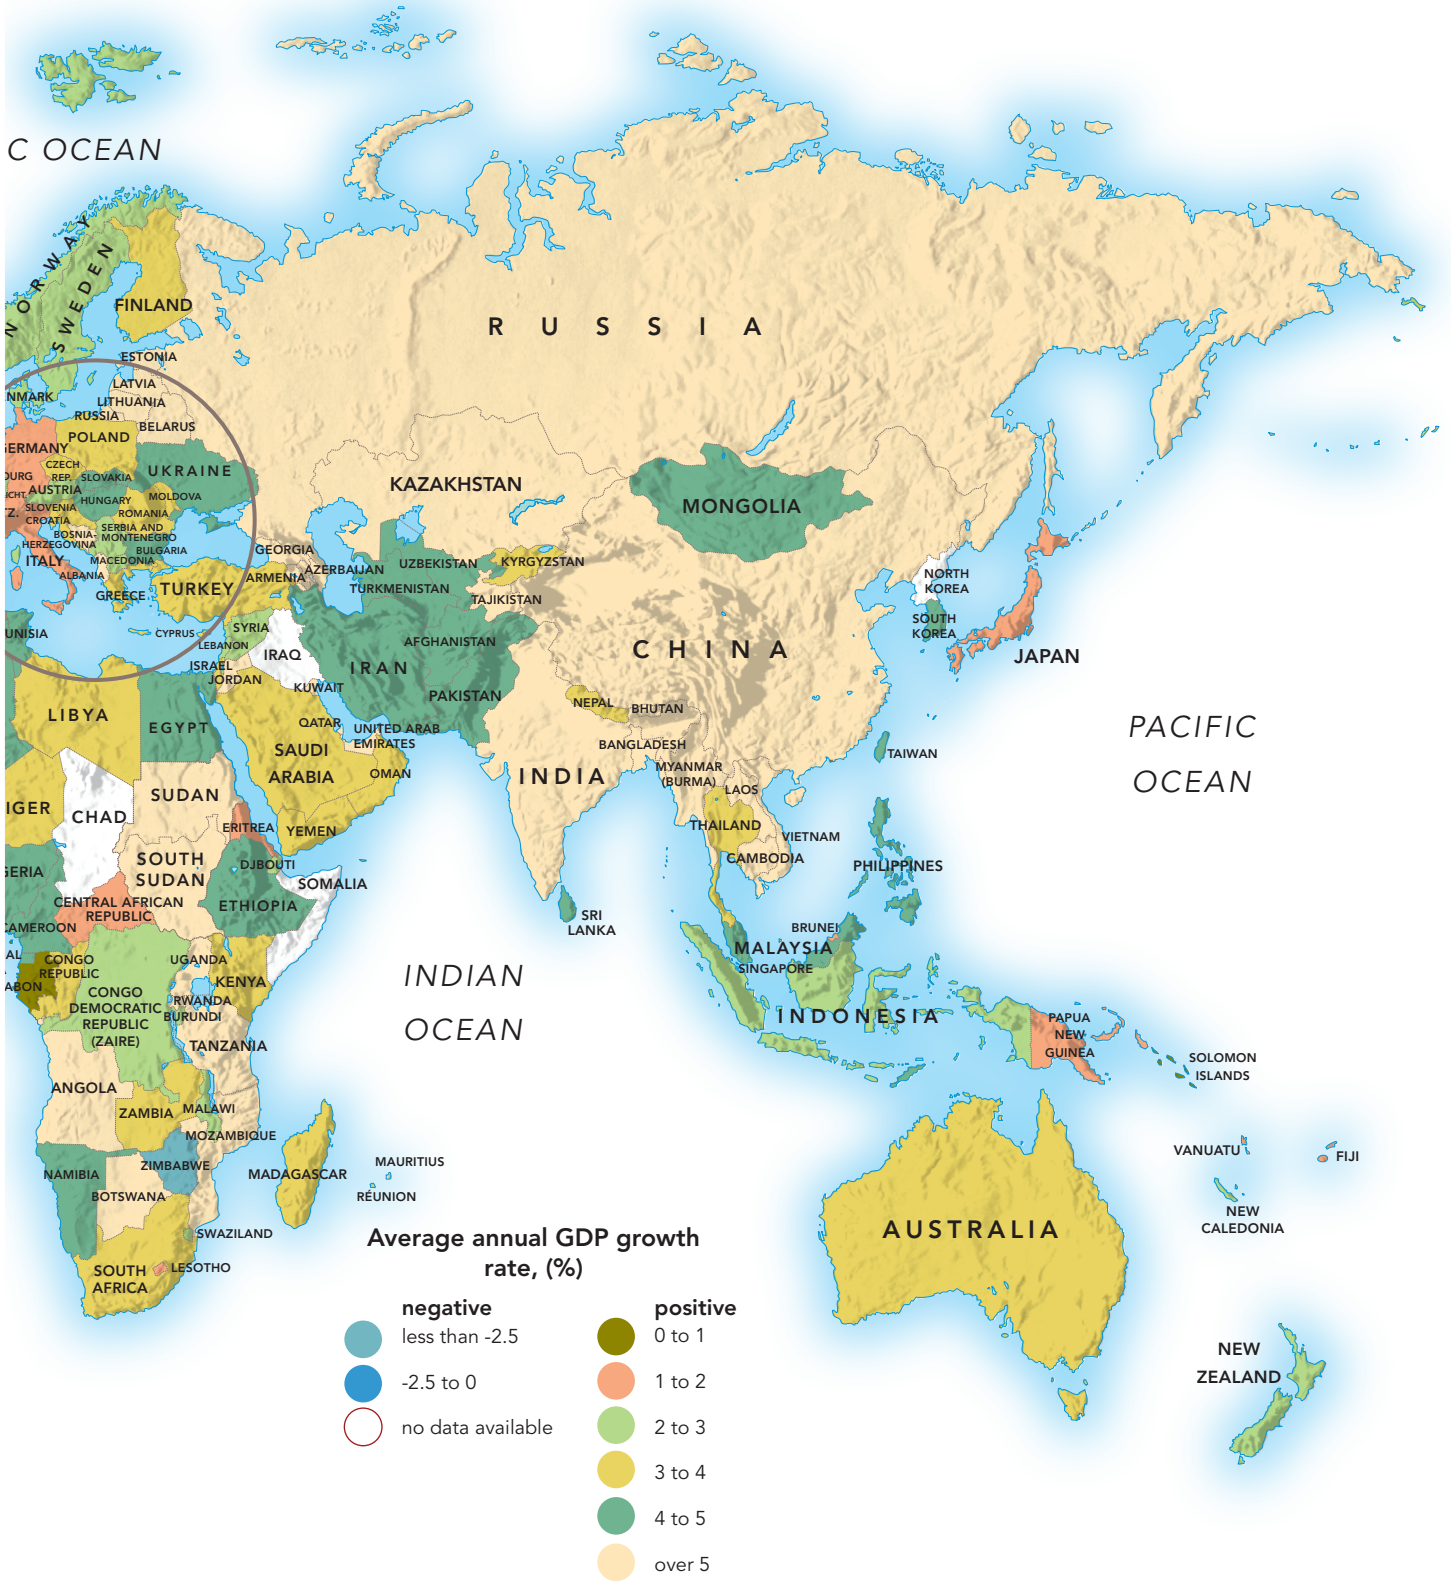 C OCEAN
NORWAY
SWEDEN
FINLAND
RUSSIA
ESTONIA
LATVIA
LITHUANIA
RUSSIA
BELARUS
NMARK
GERMANY
POLAND
CZECH
REP.
SLOVAKIA
UKRAINE
OURG
AUSTRIA
ICHT.
HUNGARY
MOLDOVA
TZ.
SLOVENIA
CROATIA
ROMANIA
BOSNIA-
HERZEGOVINA
SERBIA AND
MONTENEGRO
BULGARIA
ITALY
MACEDONIA
ALBANIA
GREECE
TURKEY
KAZAKHSTAN
MONGOLIA
GEORGIA
ARMENIA
AZERBAIJAN
UZBEKISTAN
TURKMENISTAN
KYRGYZSTAN
TAJIKISTAN
NORTH
KOREA
SOUTH
KOREA
JAPAN
CHINA
UNISIA
CYPRUS
SYRIA
LEBANON
IRAQ
ISRAEL
JORDAN
KUWAIT
IRAN
AFGHANISTAN
PAKISTAN
NEPAL
BHUTAN
LIBYA
EGYPT
QATAR
UNITED ARAB
EMIRATES
SAUDI
ARABIA
OMAN
BANGLADESH
INDIA
MYANMAR
(BURMA)
LAOS
TAIWAN
PACIFIC
OCEAN
IGER
CHAD
SUDAN
ERITREA
YEMEN
THAILAND
VIETNAM
CAMBODIA
PHILIPPINES
SOUTH
SUDAN
DJBOUTI
SOMALIA
GERIA
ETHIOPIA
CENTRAL AFRICAN
REPUBLIC
CAMEROON
SRI
LANKA
BRUNEI
MALAYSIA
SINGAPORE
INDONESIA
AL
CONGO
REPUBLIC
ABON
UGANDA
KENYA
CONGO
DEMOCRATIC
REPUBLIC
(ZAIRE)
RWANDA
BURUNDI
TANZANIA
INDIAN
OCEAN
PAPUA
NEW
GUINEA
SOLOMON
ISLANDS
ANGOLA
ZAMBIA
MALAWI
MOZAMBIQUE
ZIMBABWE
NAMIBIA
BOTSWANA
MADAGASCAR
MAURITIUS
RÉUNION
SWAZILAND
SOUTH
AFRICA
LESOTHO
AUSTRALIA
VANUATU
FIJI
NEW
CALEDONIA
NEW
ZEALAND
Average annual GDP growth
rate, (%)
negative
less than -2.5
-2.5 to 0
no data available
positive
0 to 1
1 to 2
2 to 3
3 to 4
4 to 5
over 5